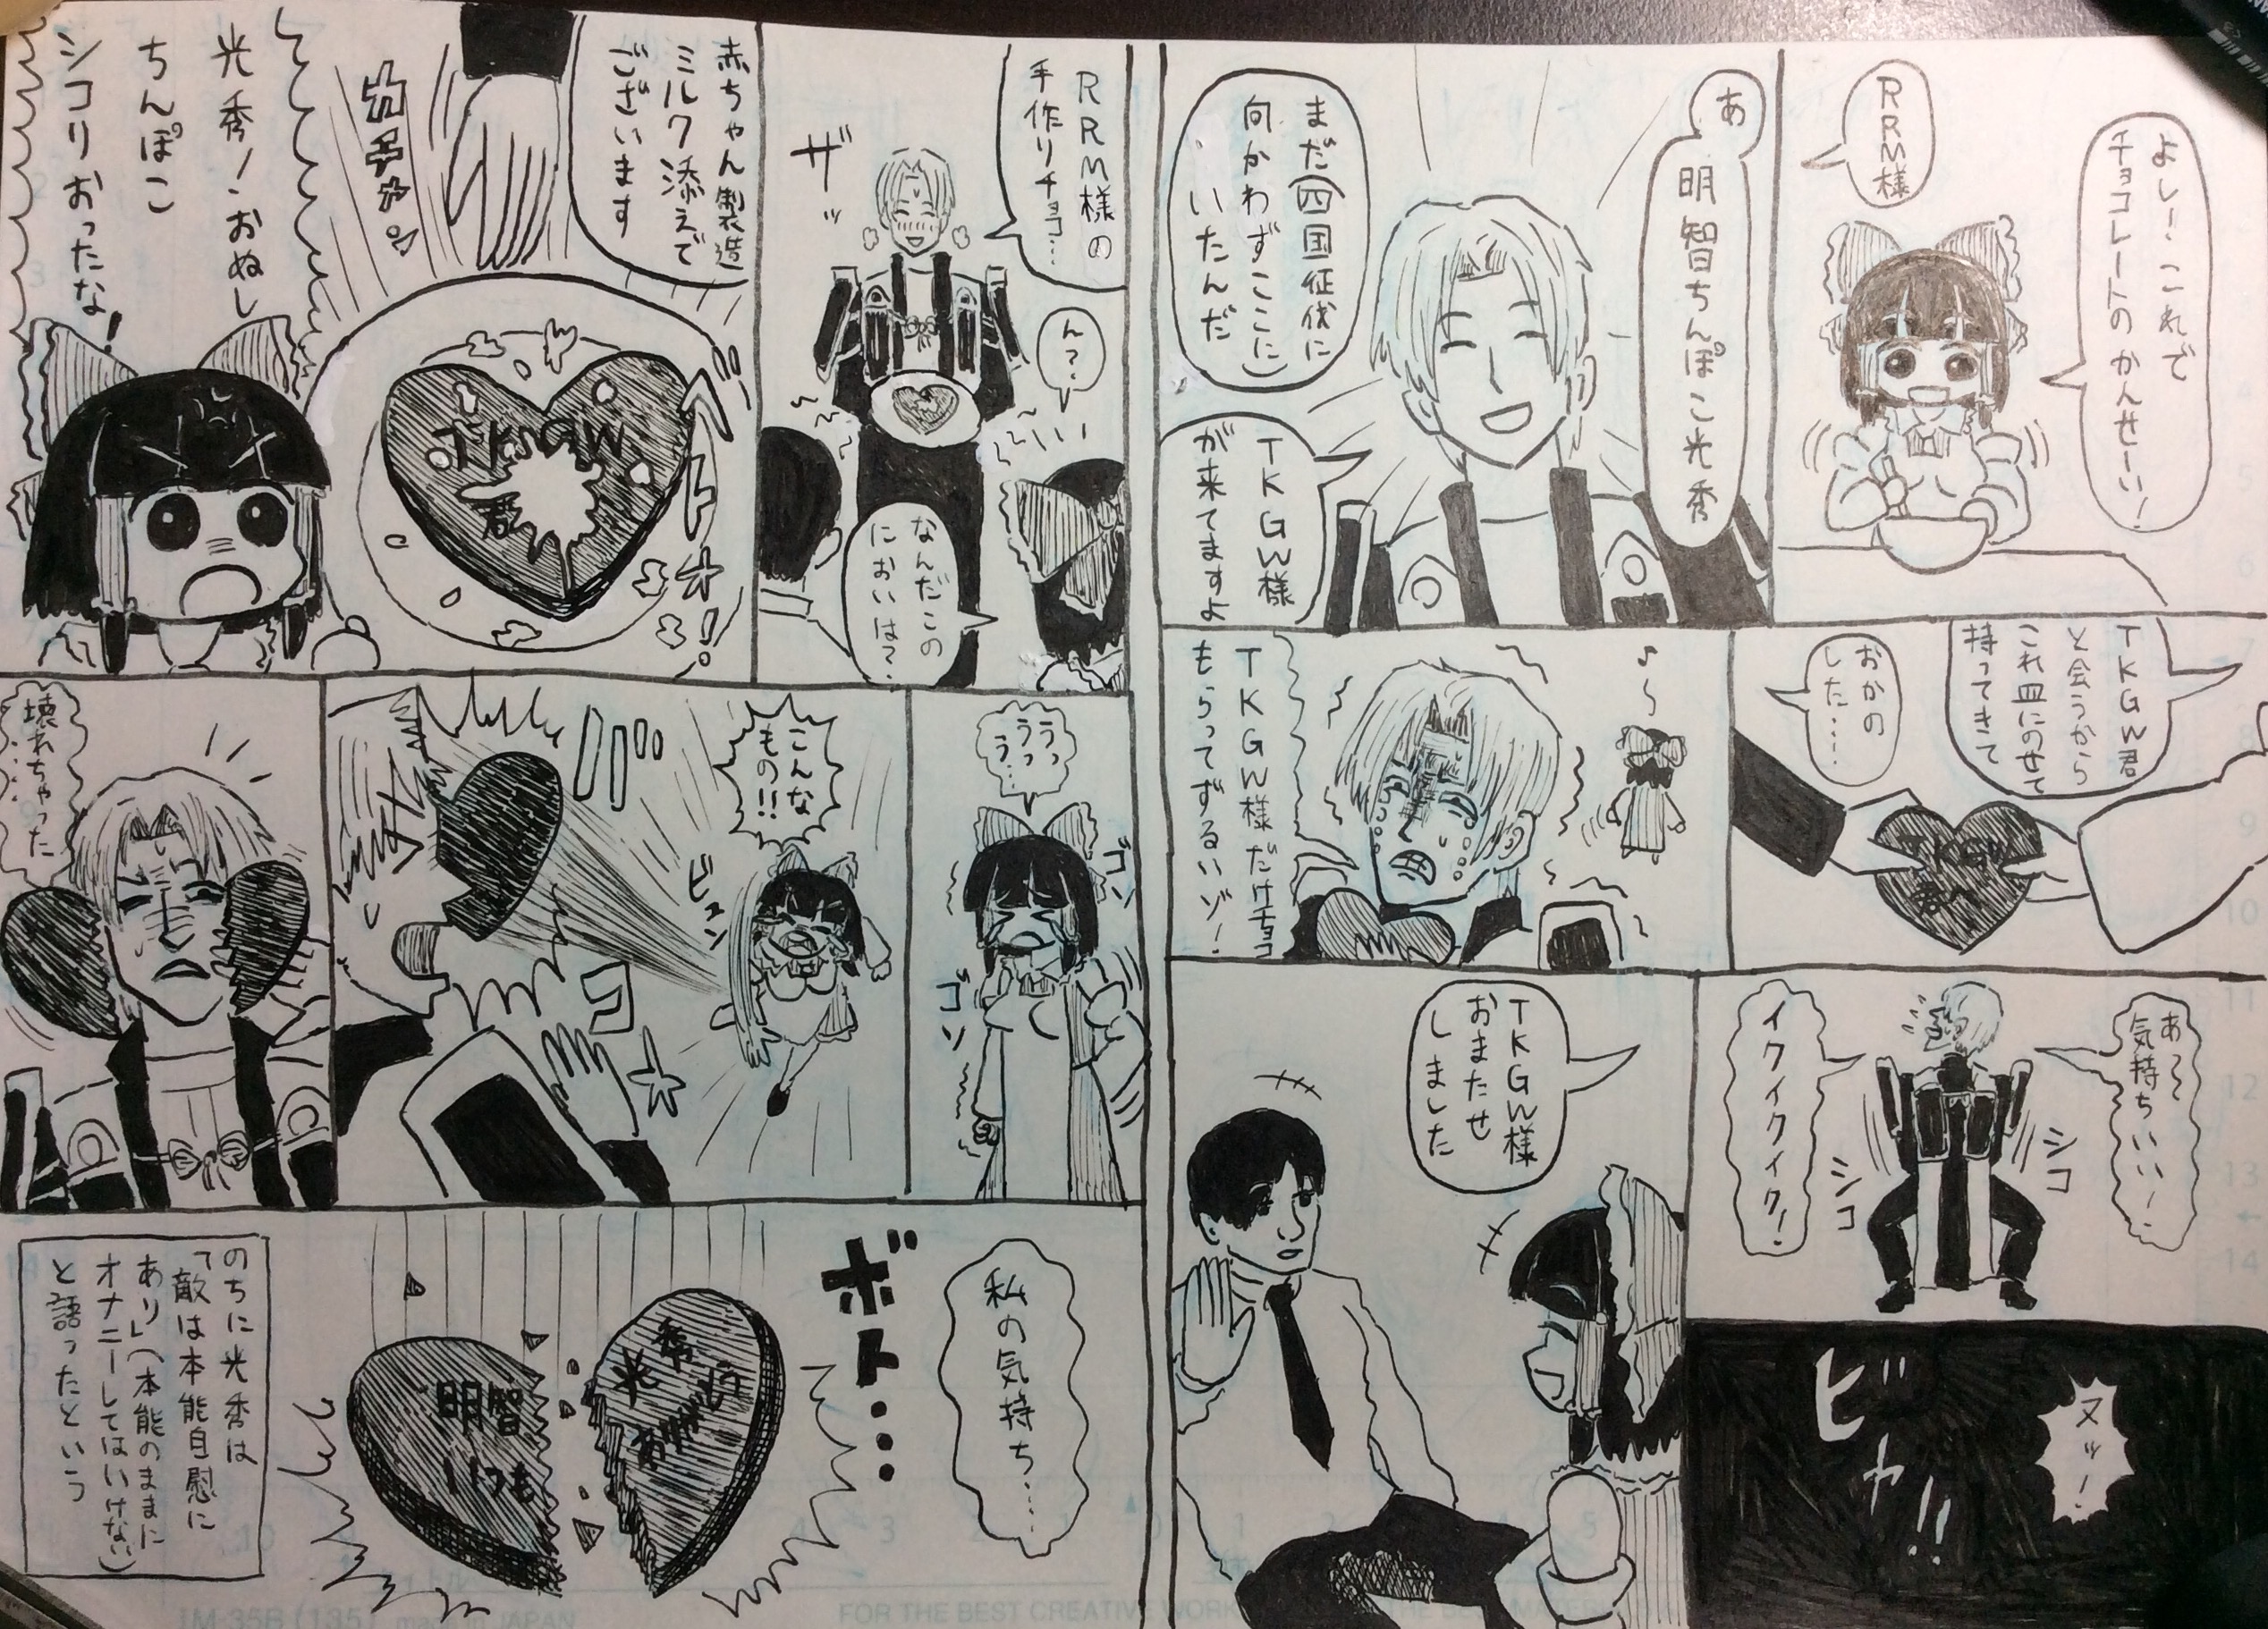 よしー！これで
チョコレートのかんせーい！
RRM様
あ
明智ちんぽこ光秀
まだ(四国征伐に
向かわずここに)
いたんだ
TKGW様
が来てますよ
TKGW君
と会うから
これ皿にのせて
持ってきて
おかの
した…
TKGW
君へ
♪～
TKGW様だけチョコ
もらってずるいゾ！
あ～
気持ちいい！
シコ
シコ
イクイクイク！
ヌッ！
ビャ!!
TKGW様
おまたせ
しました
RRM様の
手作りチョコ…
ザッ
ん？
なんだこの
においは？
赤ちゃん製造
ミルク添えで
ございます
ガチャン
TKGW
君
光秀！おぬし
ちんぽこ
シコりおったな！
うっ
うっ
う…
ゴソ
ゴソ
こんな
もの!!
ビュン
バ
コ
壊れちゃった
私の気持ち…
ボト…
明智
いつも
光秀
のちに光秀は
「敵は本能自慰に
あり」(本能のままに
オナニーしてはいけない)
と語ったという
IM-35B (135) made in JAPAN
FOR THE BEST CREATIVE WORK